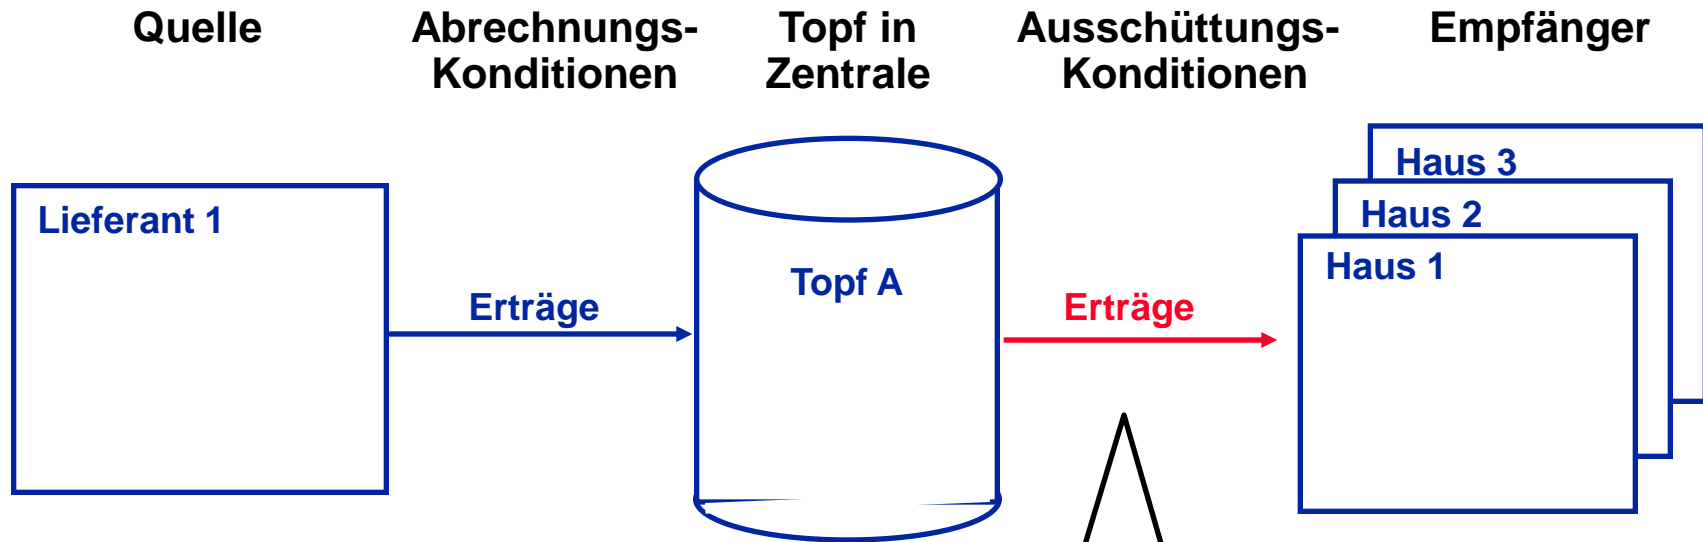 Quelle
Abrechnungs-
Konditionen
Topf in
Zentrale
Ausschüttungs-
Konditionen
Empfänger
Lieferant 1
Erträge
Topf A
Erträge
Haus 3
Haus 2
Haus 1